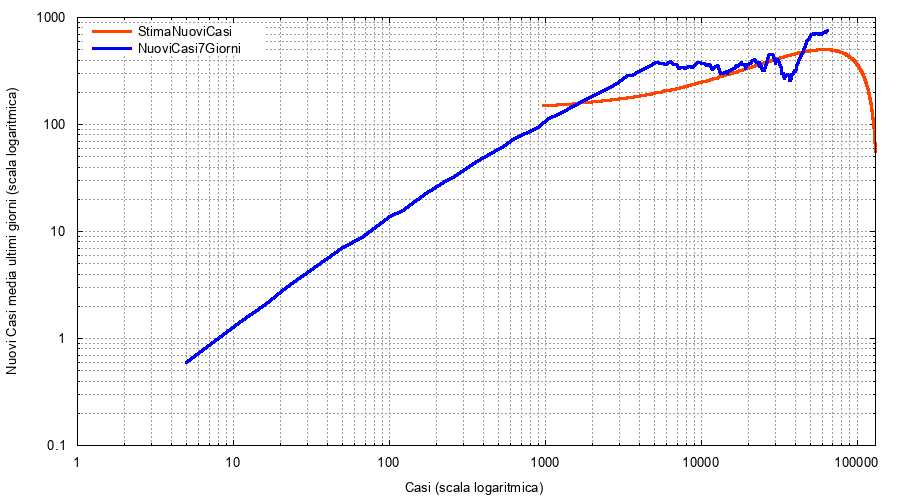 1000
100
10
1
0.1
StimaNuoviCasi
NuoviCasi7Giorni
Nuovi Casi media ultimi giorni (scala logaritmica)
1 10 100 1000 10000 100000
Casi (scala logaritmica)